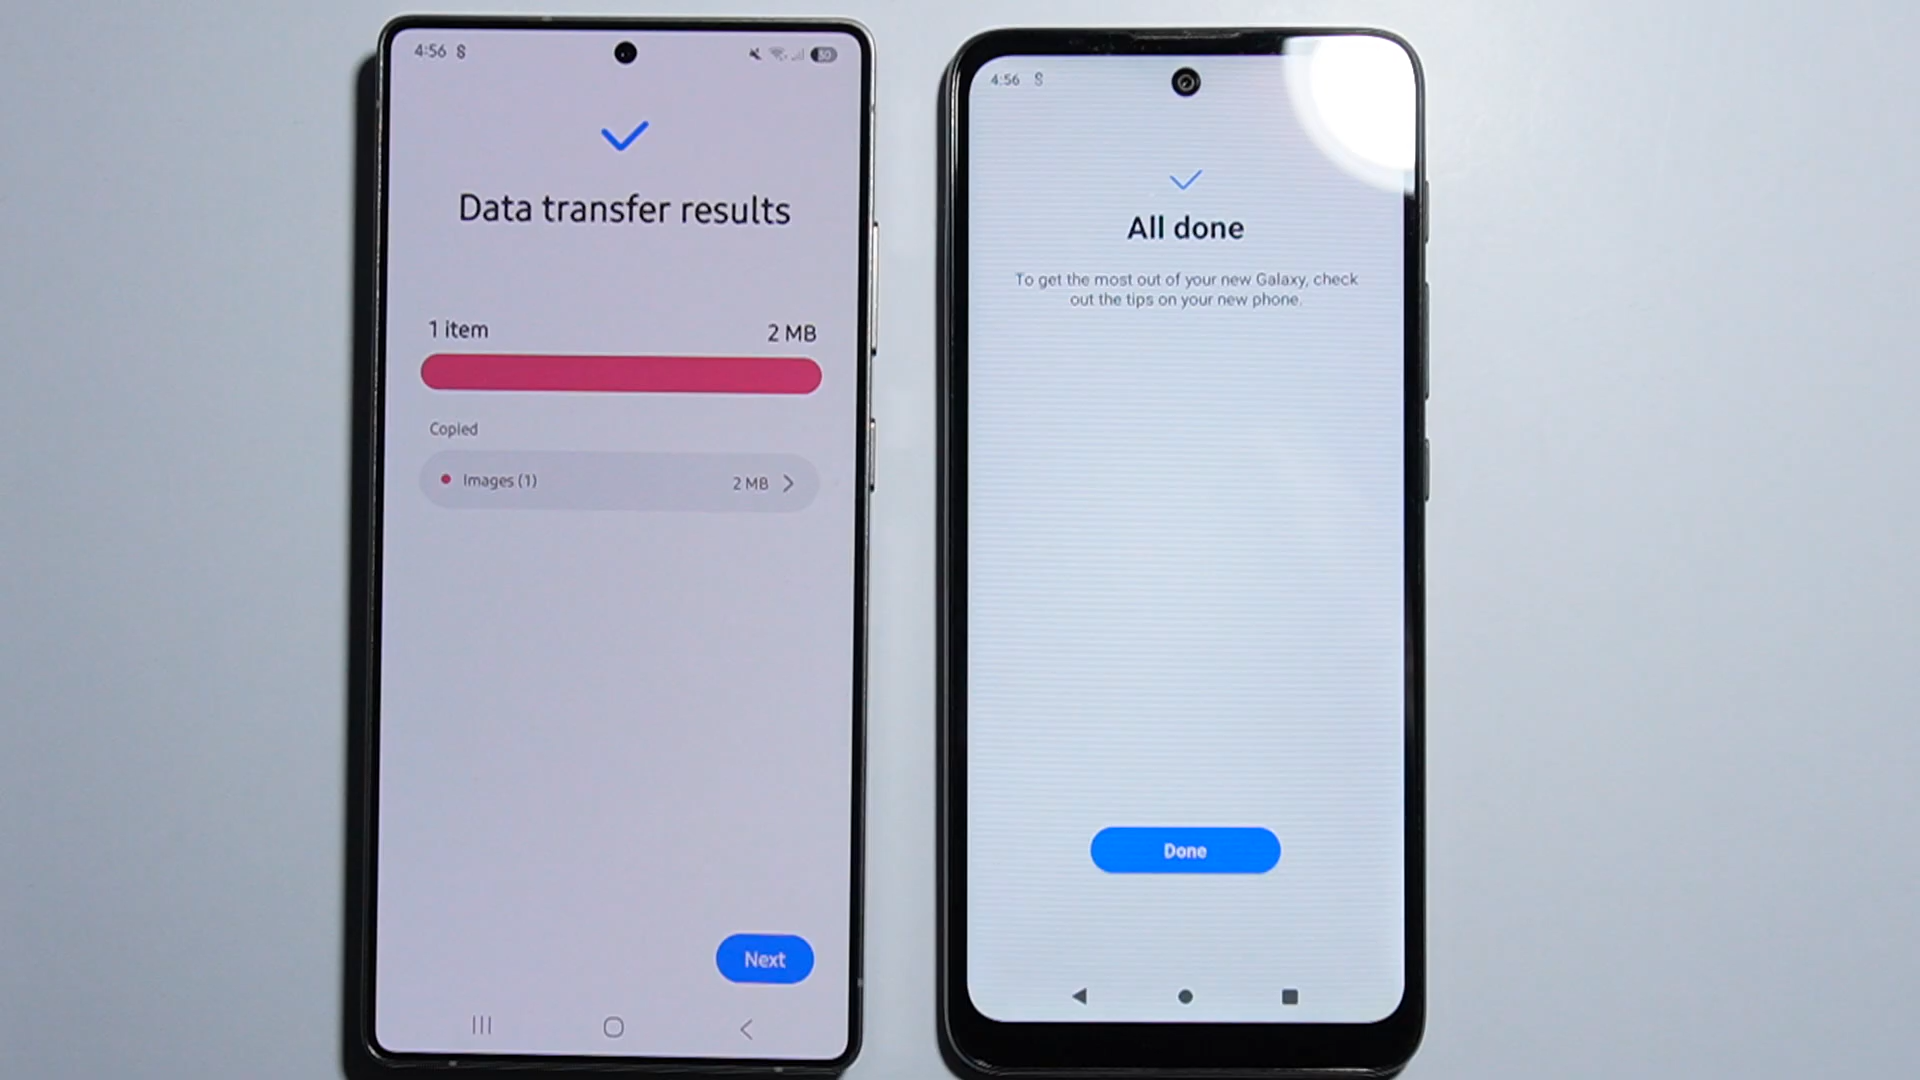 4:56
50
Data transfer results
1 item
2 MB
Copied
Images (1)
2 MB
Next
4:56
All done
To get the most out of your new Galaxy, check
out the tips on your new phone.
Done